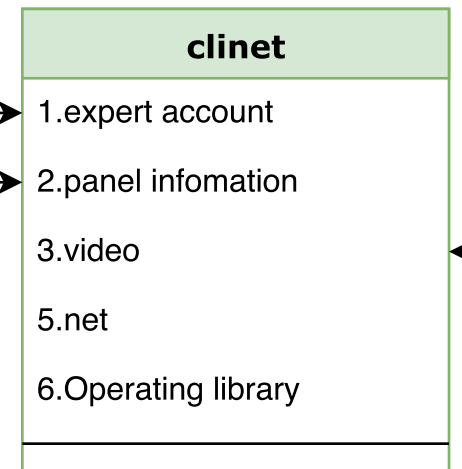 clinet
1.expert account
2.panel infomation
3.video
5.net
6.Operating library